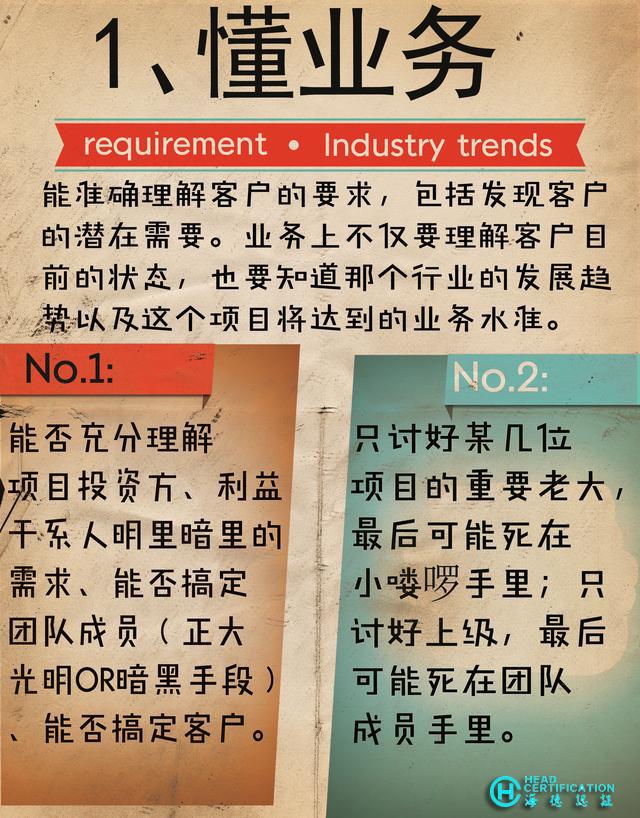 1、懂业务
requirement • Industry trends
能准确理解客户的要求，包括发现客户
的潜在需要。业务上不仅要理解客户目
前的状态，也要知道那个行业的发展趋
势以及这个项目将达到的业务水准。
No.1:
能否充分理解
项目投资方、利益
干系人明里暗里的
需求、能否搞定
团队成员（正大
光明OR暗黑手段）
、能否搞定客户。
No.2:
只讨好某几位
项目的重要老大，
最后可能死在
小喽啰手里；只
讨好上级，最后
可能死在团队
成员手里。
HEAD
CERTIFICATION
海德认证